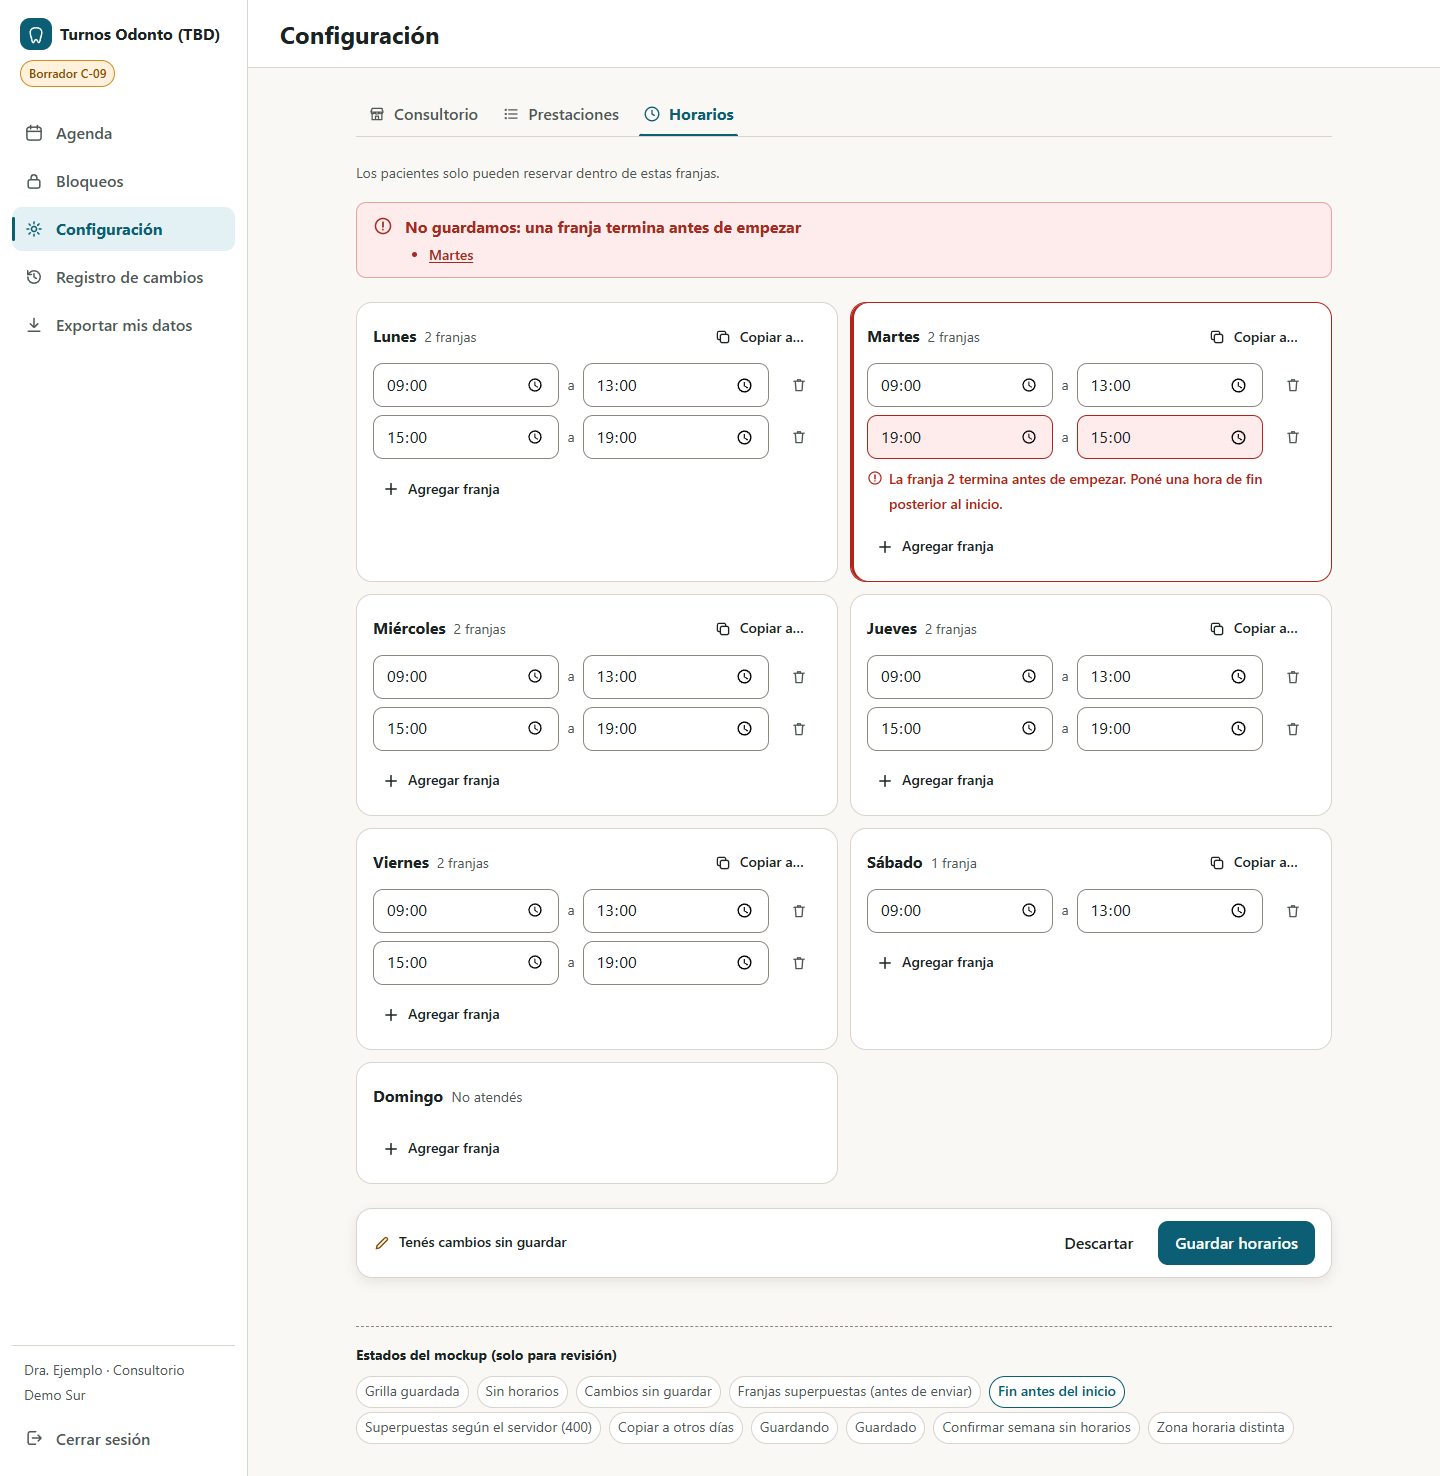 Turnos Odonto (TBD)
Borrador C-09
Agenda
Bloqueos
Configuración
Registro de cambios
Exportar mis datos
Dra. Ejemplo · Consultorio
Demo Sur
Cerrar sesión
Configuración
Consultorio
Prestaciones
Horarios
Los pacientes solo pueden reservar dentro de estas franjas.
No guardamos: una franja termina antes de empezar
• Martes
Lunes 2 franjas Copiar a...
09:00 a 13:00
15:00 a 19:00
Agregar franja
Martes 2 franjas Copiar a...
09:00 a 13:00
19:00 a 15:00
La franja 2 termina antes de empezar. Poné una hora de fin
posterior al inicio.
Agregar franja
Miércoles 2 franjas Copiar a...
09:00 a 13:00
15:00 a 19:00
Agregar franja
Jueves 2 franjas Copiar a...
09:00 a 13:00
15:00 a 19:00
Agregar franja
Viernes 2 franjas Copiar a...
09:00 a 13:00
15:00 a 19:00
Agregar franja
Sábado 1 franja Copiar a...
09:00 a 13:00
Agregar franja
Domingo No atendés
Agregar franja
Tenés cambios sin guardar
Descartar
Guardar horarios
Estados del mockup (solo para revisión)
Grilla guardada Sin horarios Cambios sin guardar Franjas superpuestas (antes de enviar) Fin antes del inicio
Superpuestas según el servidor (400) Copiar a otros días Guardando Guardado Confirmar semana sin horarios Zona horaria distinta